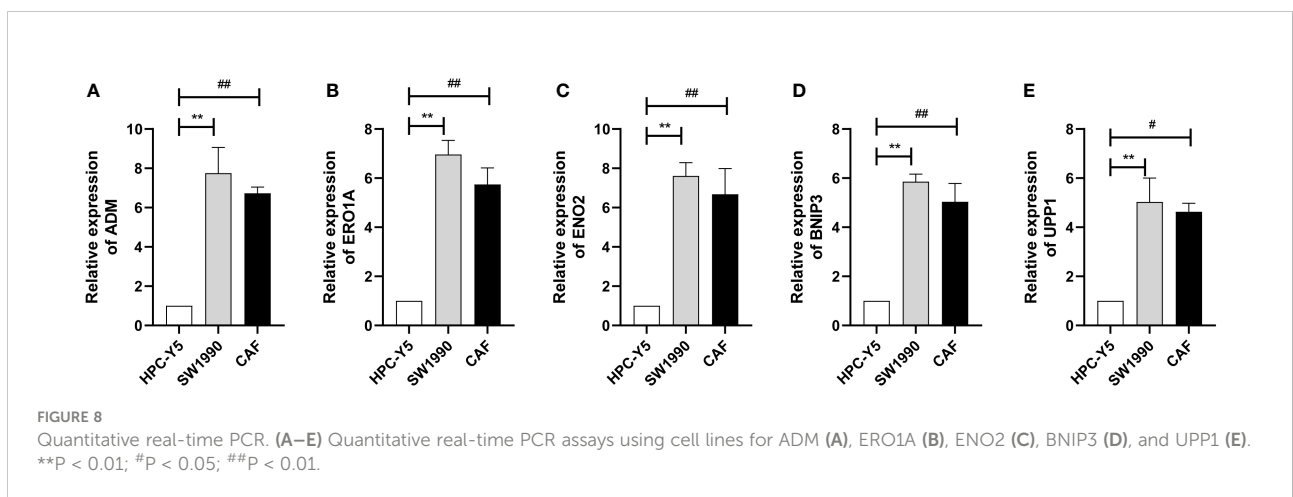 A
##
**
Relative expression
of ADM
10
8
6
4
2
0
HPC-Y5
SW1990
CAF
B
##
**
Relative expression
of ERO1A
8
6
4
2
0
HPC-Y5
SW1990
CAF
C
##
**
Relative expression
of ENO2
10
8
6
4
2
0
HPC-Y5
SW1990
CAF
D
##
**
Relative expression
of BNIP3
8
6
4
2
0
HPC-Y5
SW1990
CAF
E
#
**
Relative expression
of UPP1
8
6
4
2
0
HPC-Y5
SW1990
CAF
FIGURE 8
Quantitative real-time PCR. (A–E) Quantitative real-time PCR assays using cell lines for ADM (A), ERO1A (B), ENO2 (C), BNIP3 (D), and UPP1 (E).
**P < 0.01; #P < 0.05; ##P < 0.01.